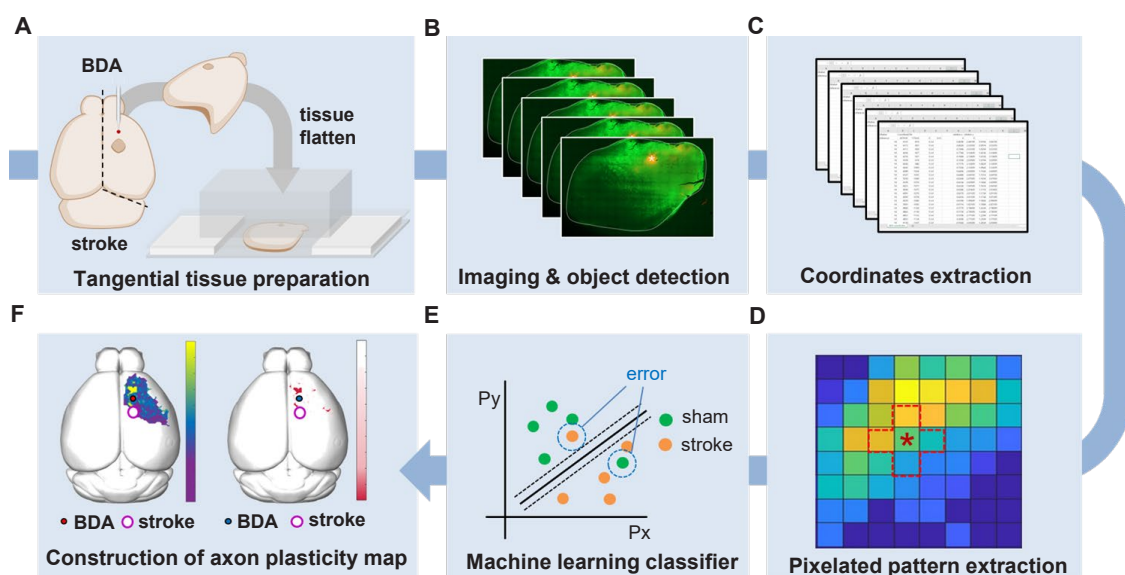 A
BDA
tissue
flatten
stroke
Tangential tissue preparation
B
Imaging & object detection
C
Coordinates extraction
D
*
Pixelated pattern extraction
E
error
Py
sham
stroke
Px
Machine learning classifier
F
BDA stroke BDA stroke
Construction of axon plasticity map